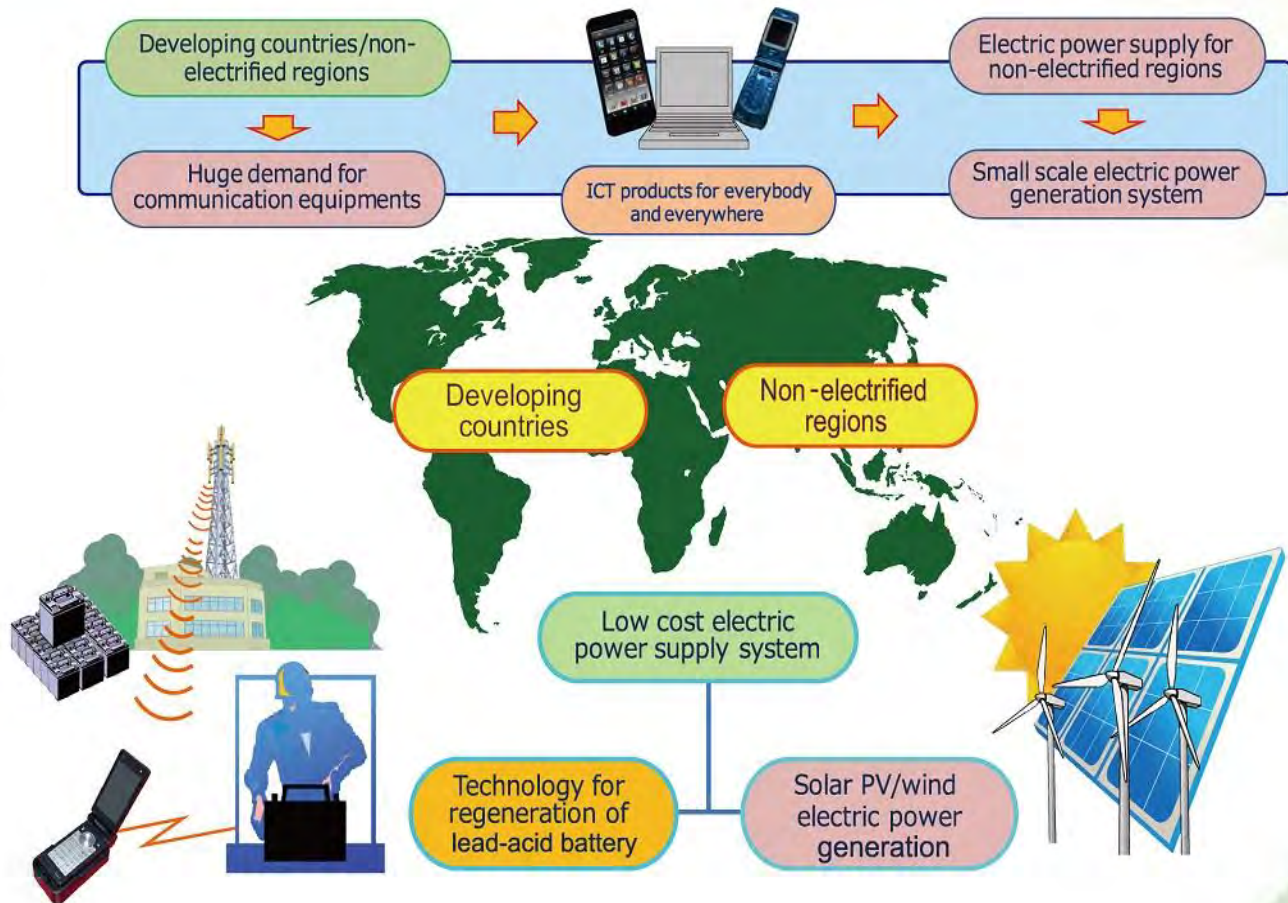 Developing countries/non-
electrified regions
Huge demand for
communication equipments
ICT products for everybody
and everywhere
Electric power supply for
non-electrified regions
Small scale electric power
generation system
Developing
countries
Non-electrified
regions
Low cost electric
power supply system
Technology for
regeneration of
lead-acid battery
Solar PV/wind
electric power
generation